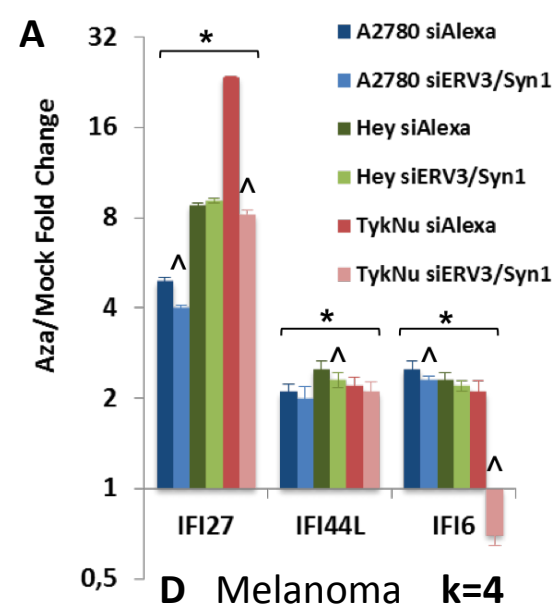 A
Aza/Mock Fold Change
32
16
8
4
2
1
0,5
A2780 siAlexa
A2780 siERV3/Syn1
Hey siAlexa
Hey siERV3/Syn1
TykNu siAlexa
TykNu siERV3/Syn1
*
^
^
*
^
*
^
^
IFI27 IFI44L IFI6
D Melanoma k=4